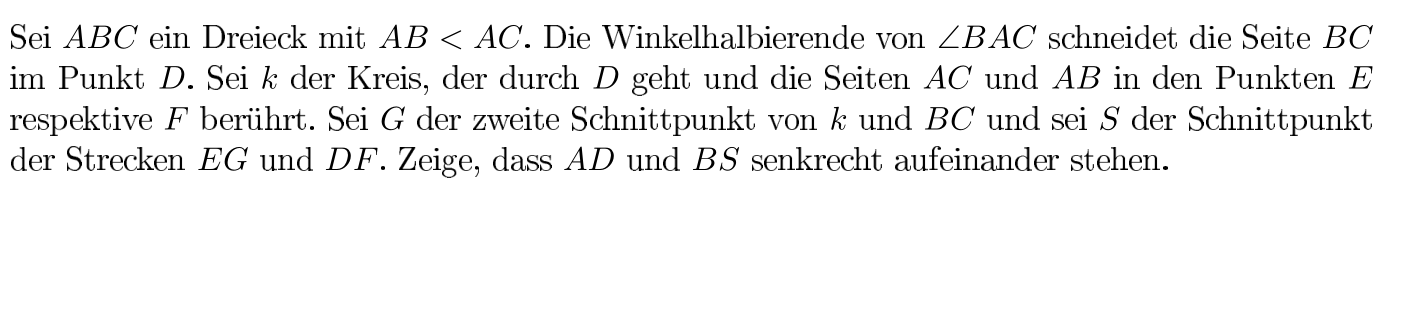 Sei ABC ein Dreieck mit AB < AC. Die Winkelhalbierende von ∠BAC schneidet die Seite BC
im Punkt D. Sei k der Kreis, der durch D geht und die Seiten AC und AB in den Punkten E
respektive F berührt. Sei G der zweite Schnittpunkt von k und BC und sei S der Schnittpunkt
der Strecken EG und DF. Zeige, dass AD und BS senkrecht aufeinander stehen.